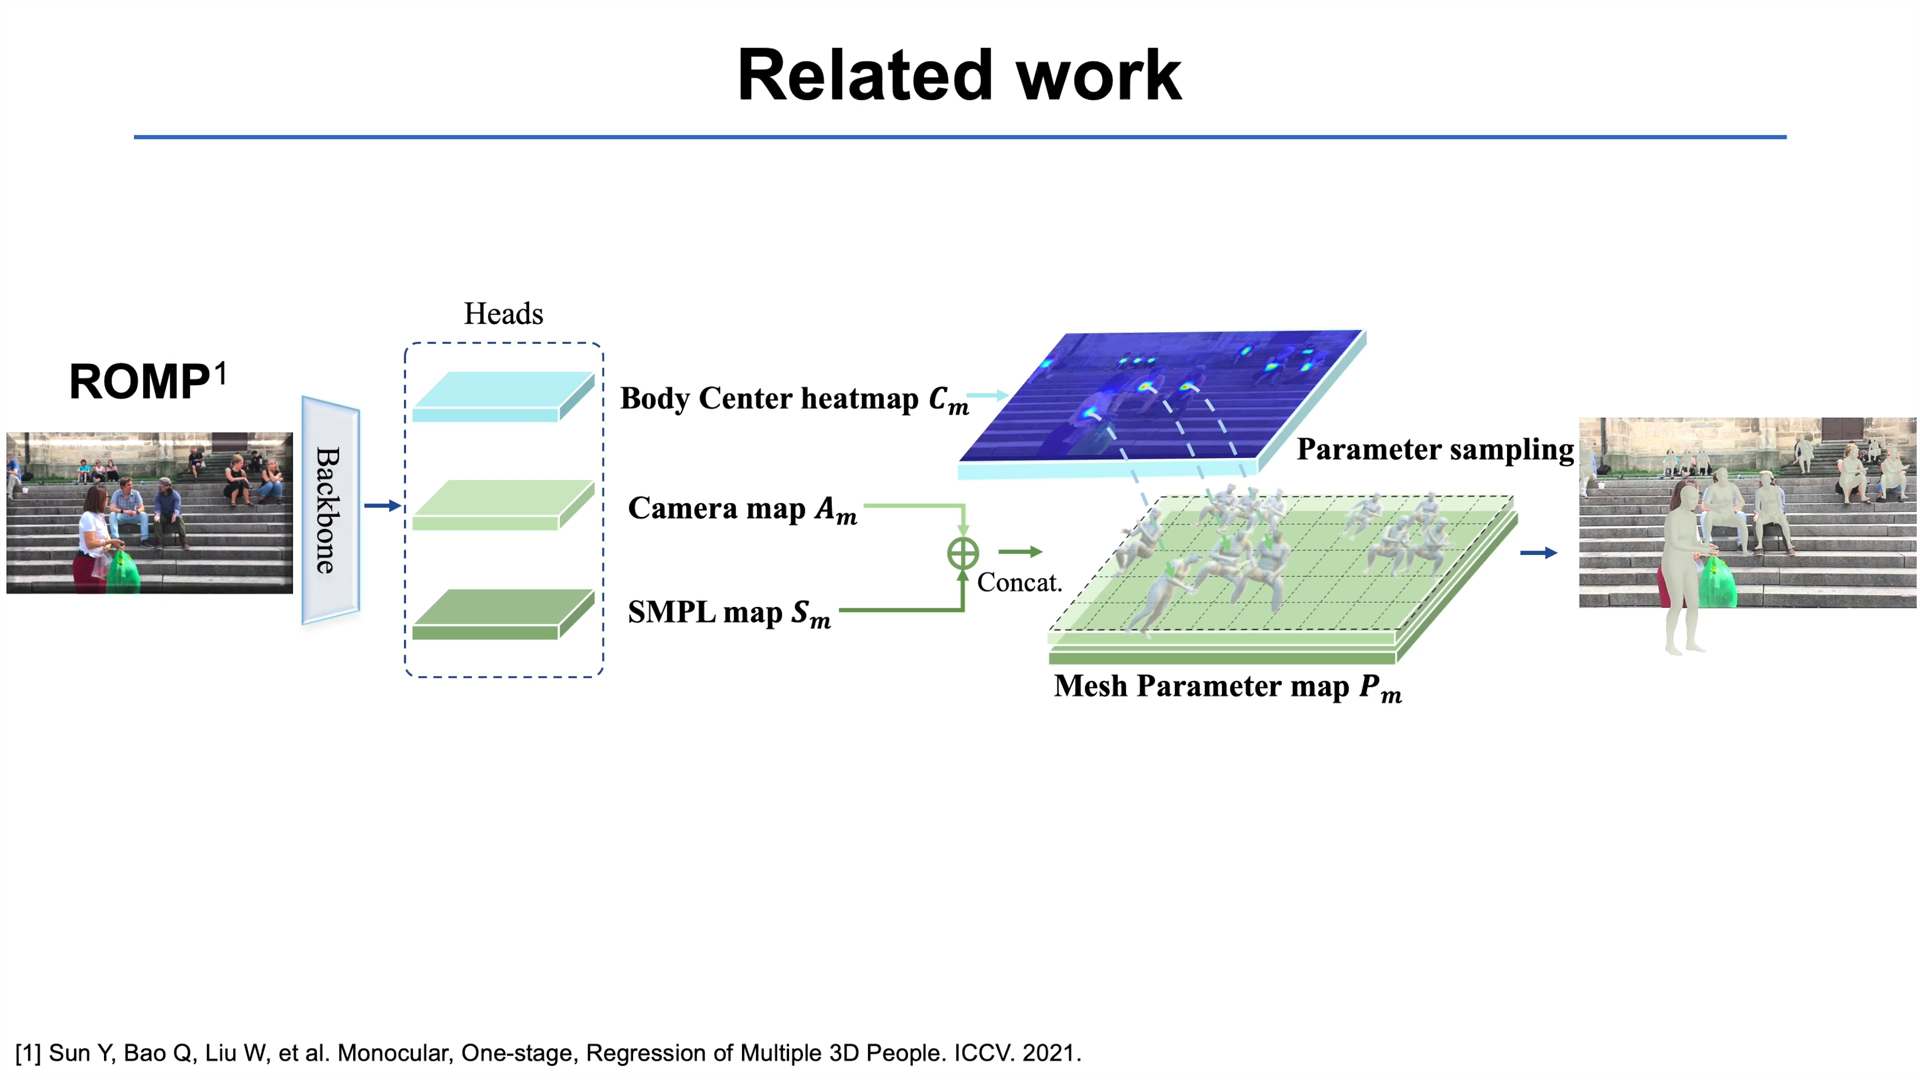 Related work
Heads
ROMP¹
Backbone
Body Center heatmap Cₘ
Camera map Aₘ
SMPL map Sₘ
Concat.
Parameter sampling
Mesh Parameter map Pₘ
[1] Sun Y, Bao Q, Liu W, et al. Monocular, One-stage, Regression of Multiple 3D People. ICCV. 2021.